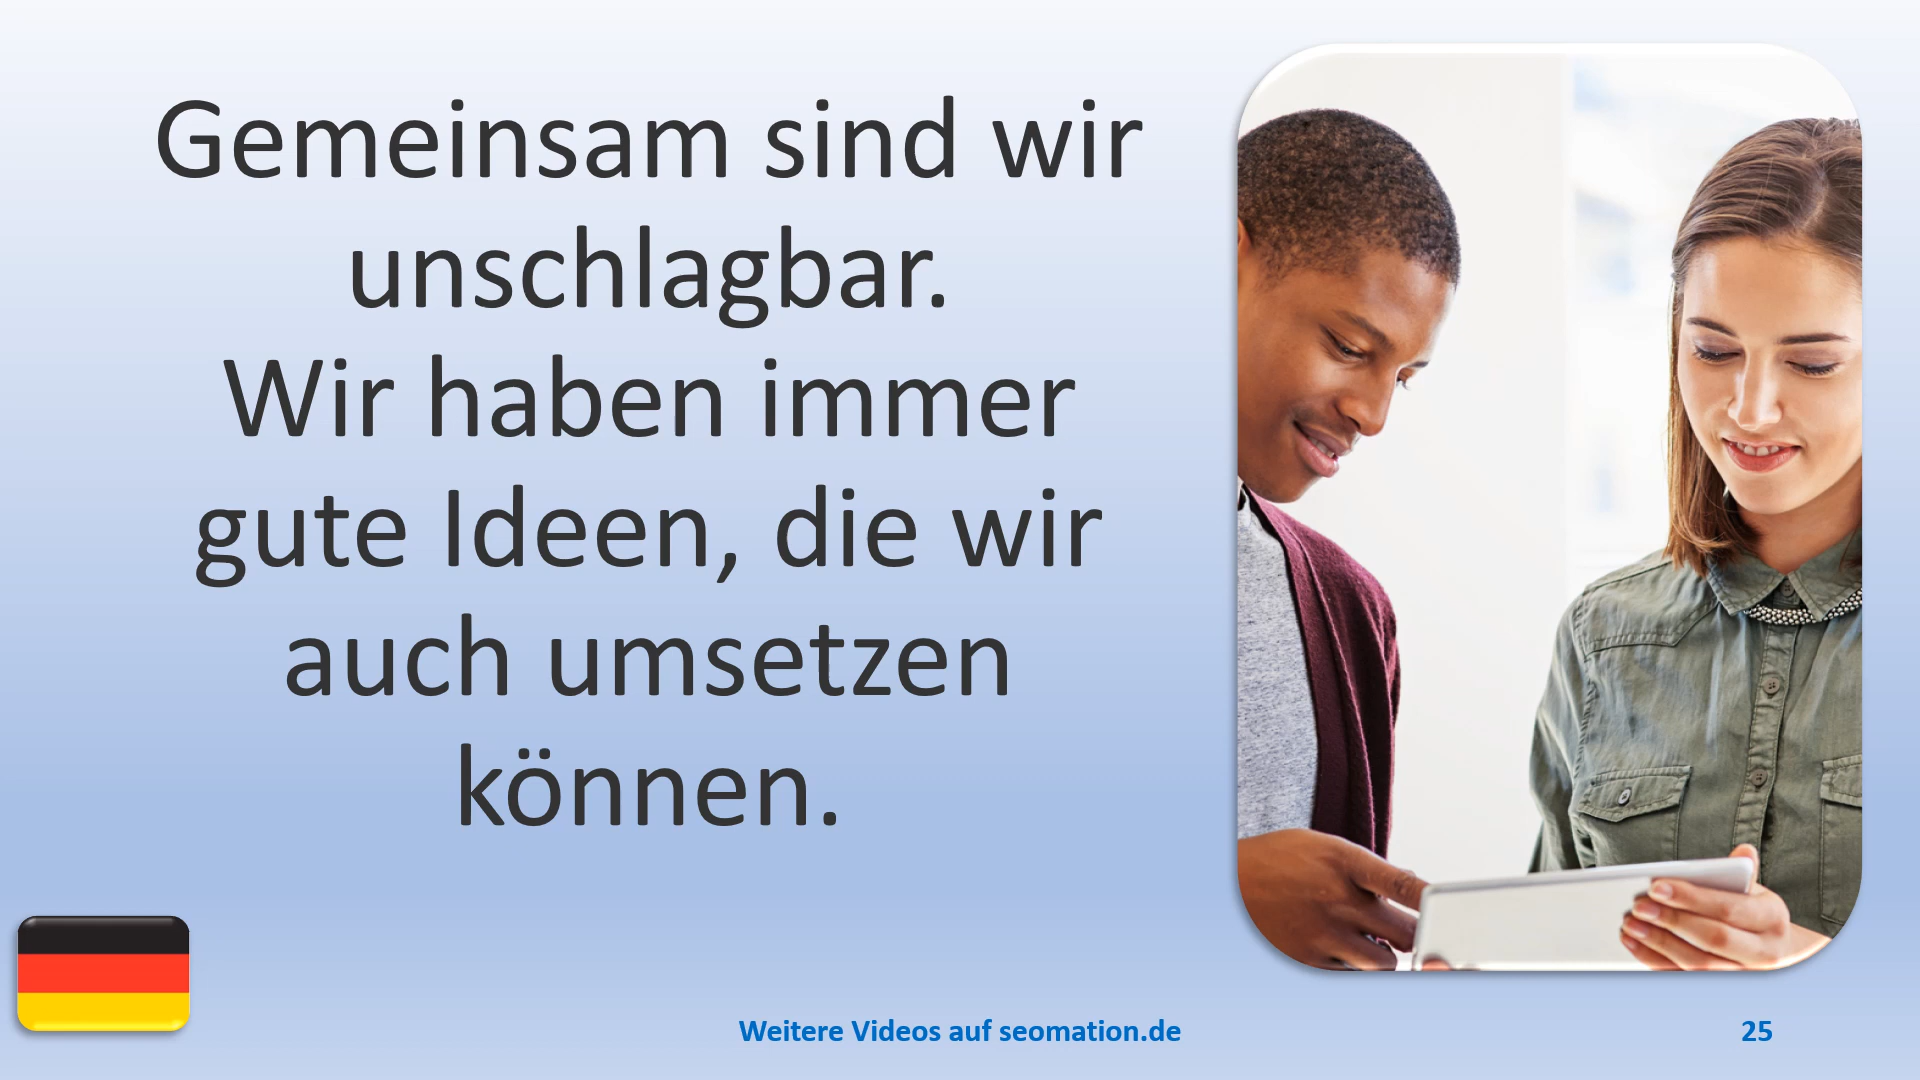 Gemeinsam sind wir
unschlagbar.
Wir haben immer
gute Ideen, die wir
auch umsetzen
können.
Weitere Videos auf seomation.de
25